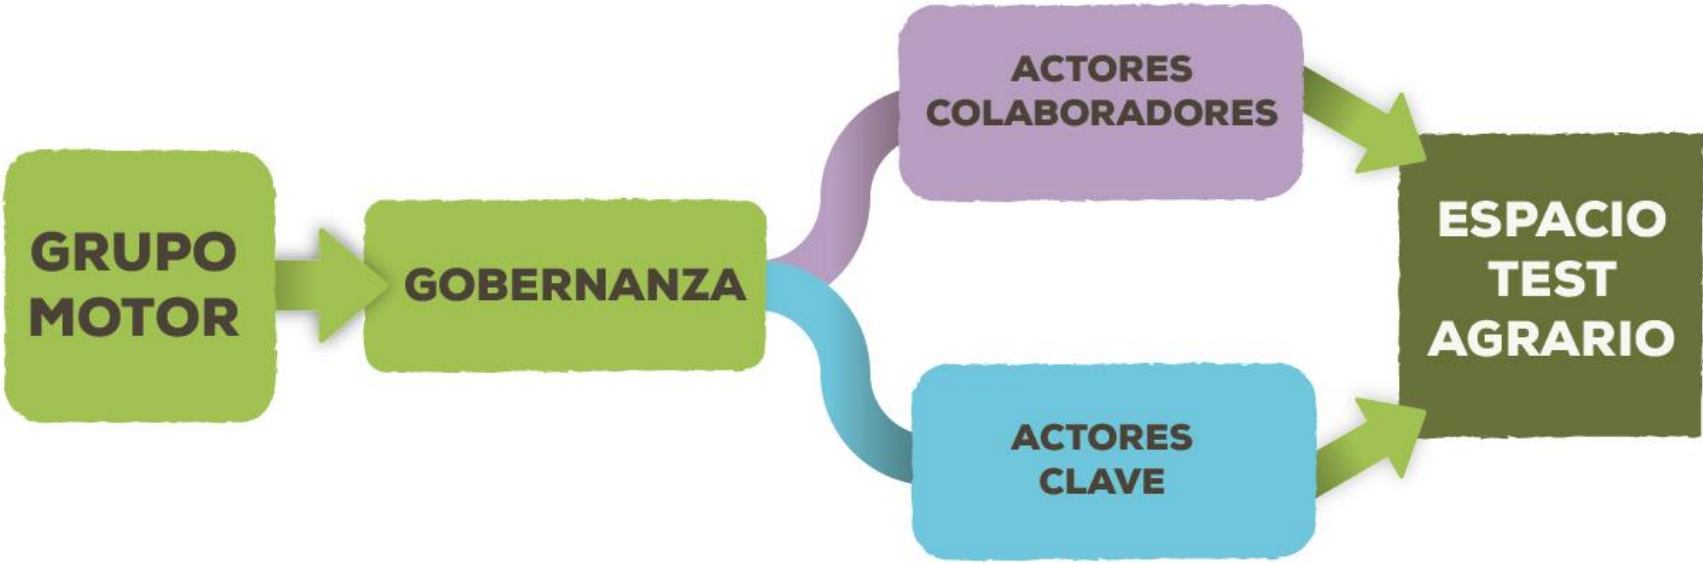 GRUPO
MOTOR
GOBERNANZA
ACTORES
COLABORADORES
ACTORES
CLAVE
ESPACIO
TEST
AGRARIO